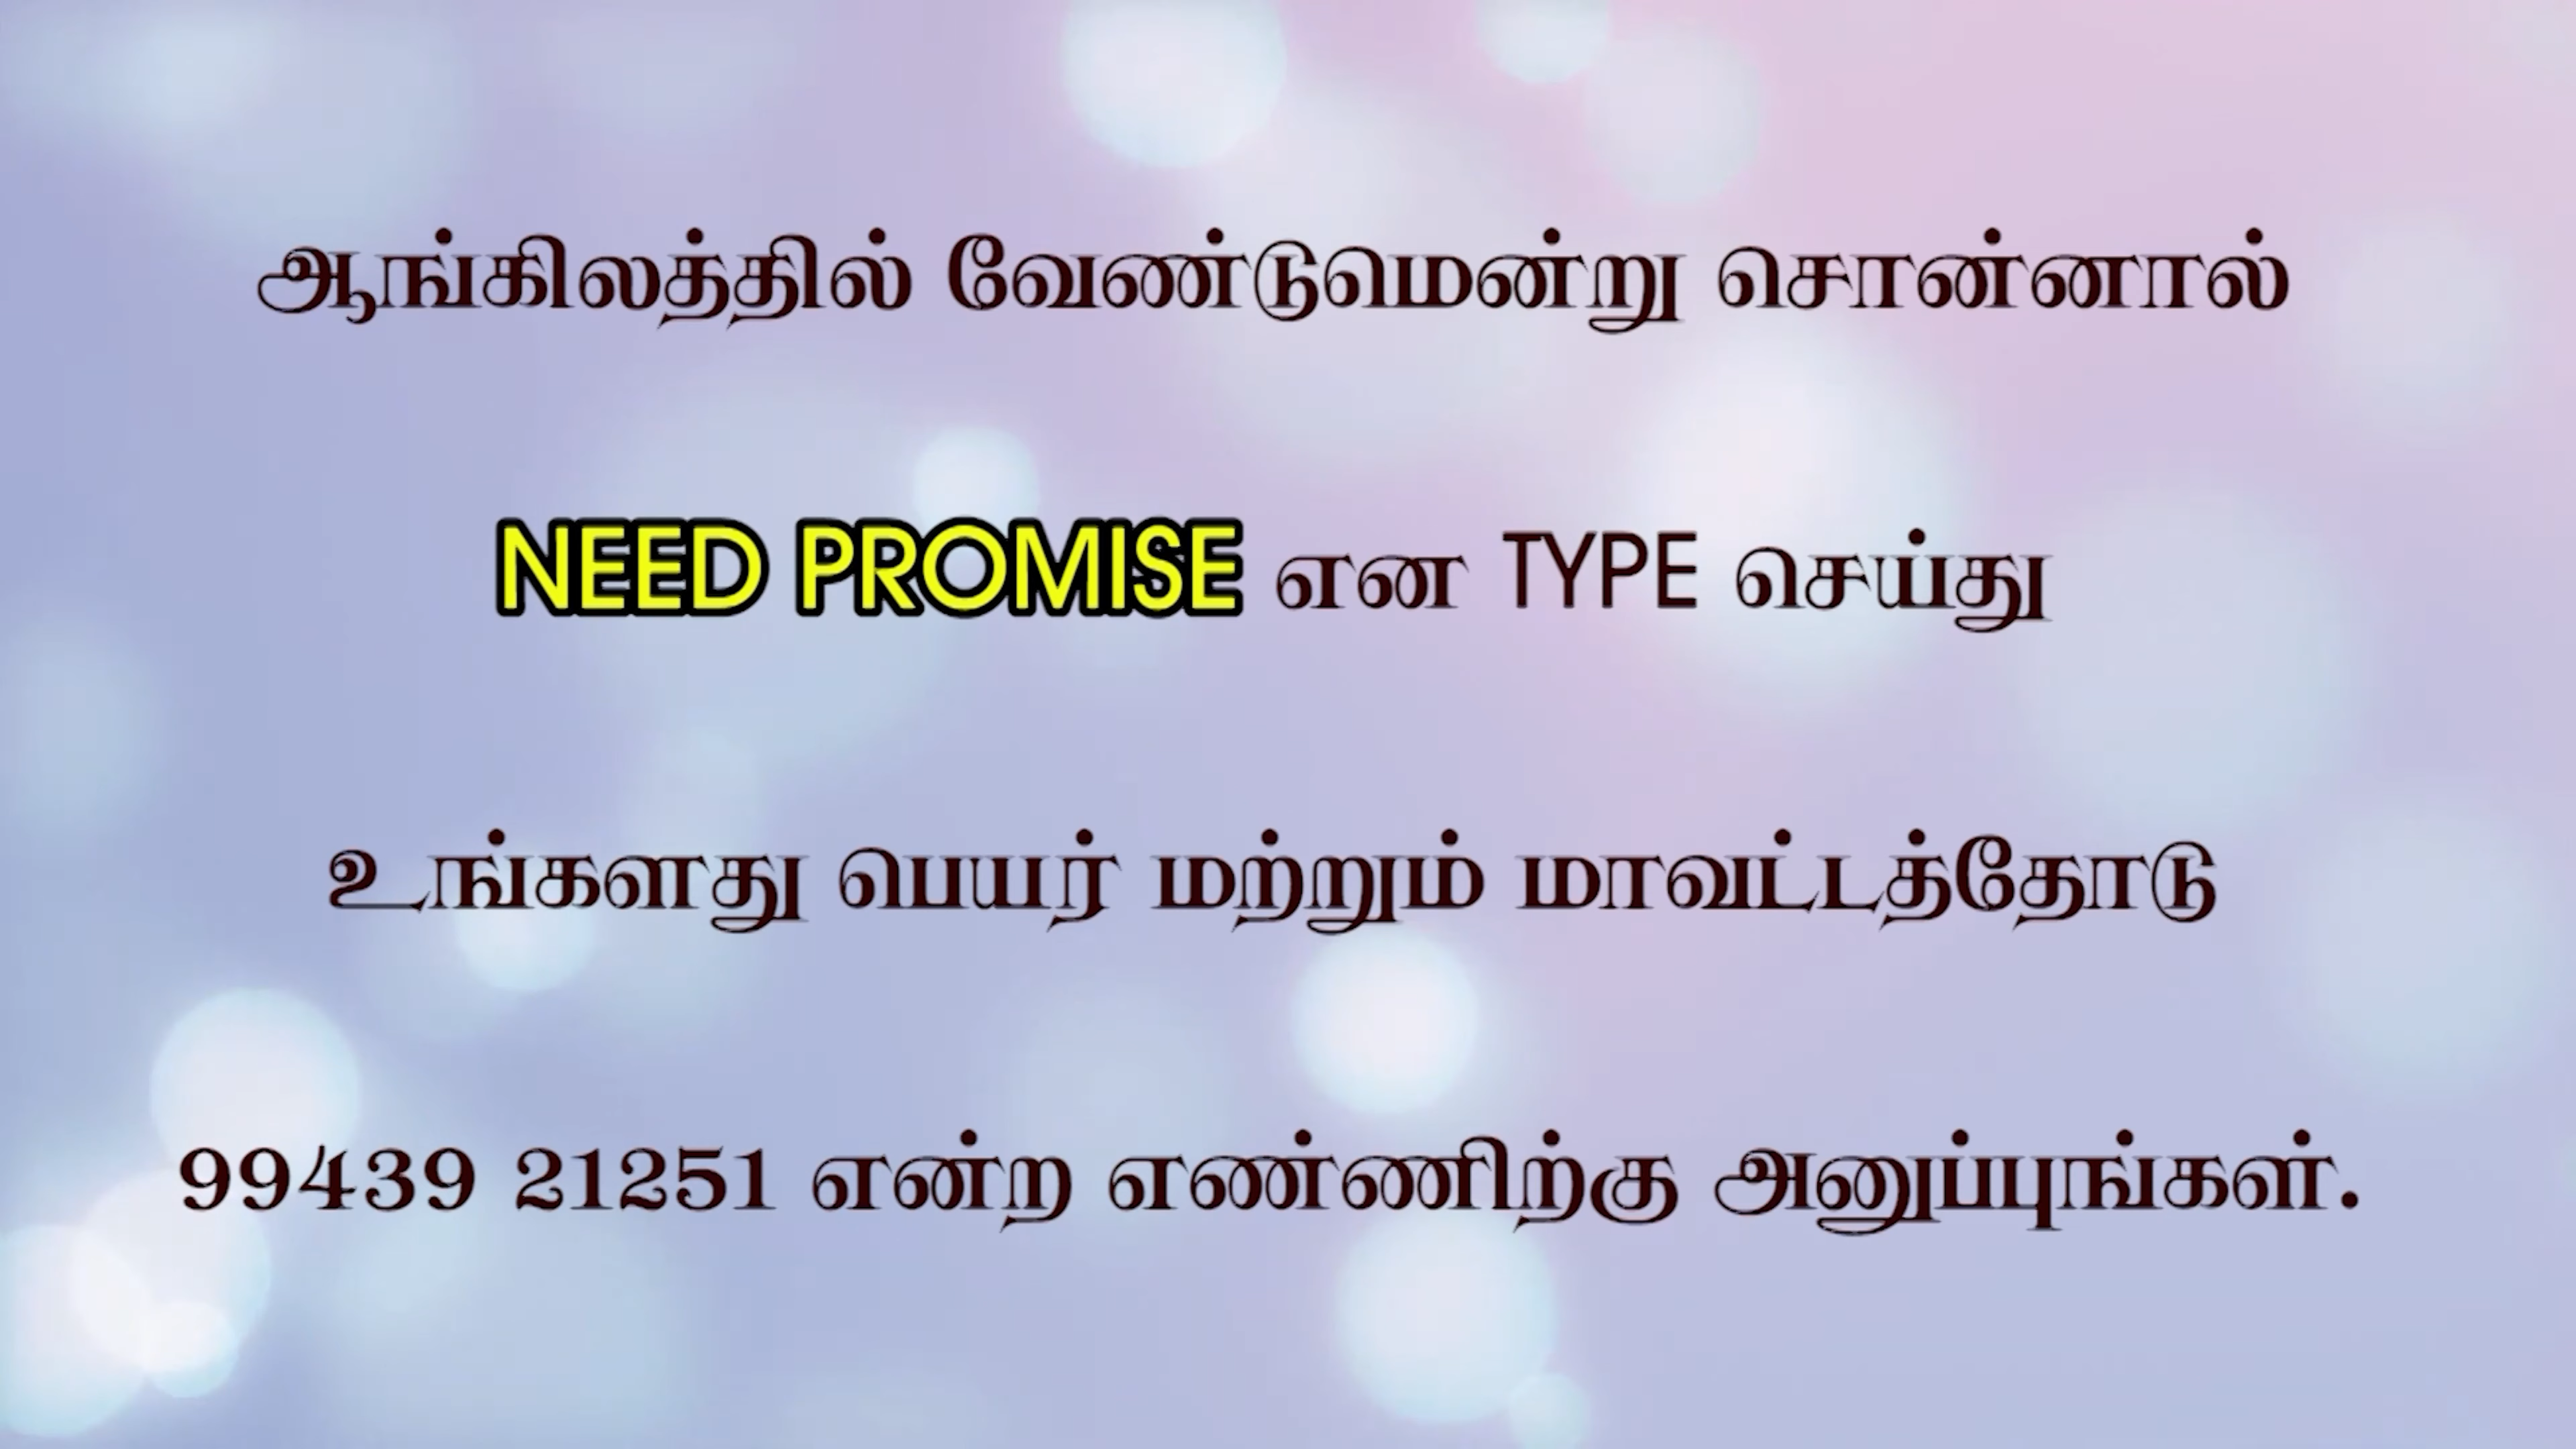 ஆங்கிலத்தில் வேண்டுமென்று சொன்னால்
NEED PROMISE என TYPE செய்து
உங்களது பெயர் மற்றும் மாவட்டத்தோடு
99439 21251 என்ற எண்ணிற்கு அனுப்புங்கள்.